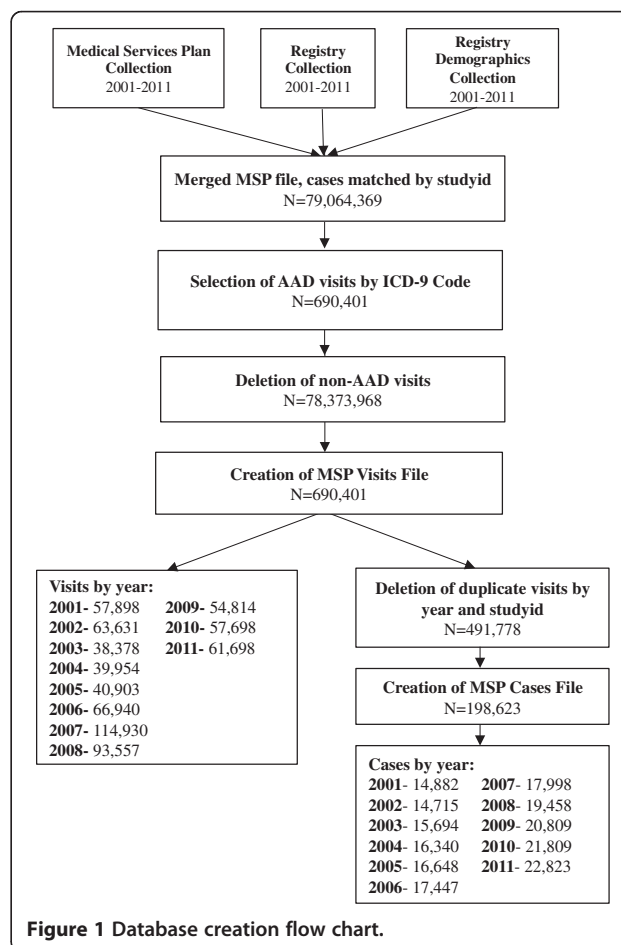 Medical Services Plan
Collection
2001-2011
Registry
Collection
2001-2011
Registry
Demographics
Collection
2001-2011
Merged MSP file, cases matched by studyid
N=79,064,369
Selection of AAD visits by ICD-9 Code
N=690,401
Deletion of non-AAD visits
N=78,373,968
Creation of MSP Visits File
N=690,401
Visits by year:
2001- 57,898 2009- 54,814
2002- 63,631 2010- 57,698
2003- 38,378 2011- 61,698
2004- 39,954
2005- 40,903
2006- 66,940
2007- 114,930
2008- 93,557
Deletion of duplicate visits by
year and studyid
N=491,778
Creation of MSP Cases File
N=198,623
Cases by year:
2001- 14,882 2007- 17,998
2002- 14,715 2008- 19,458
2003- 15,694 2009- 20,809
2004- 16,340 2010- 21,809
2005- 16,648 2011- 22,823
2006- 17,447
Figure 1 Database creation flow chart.